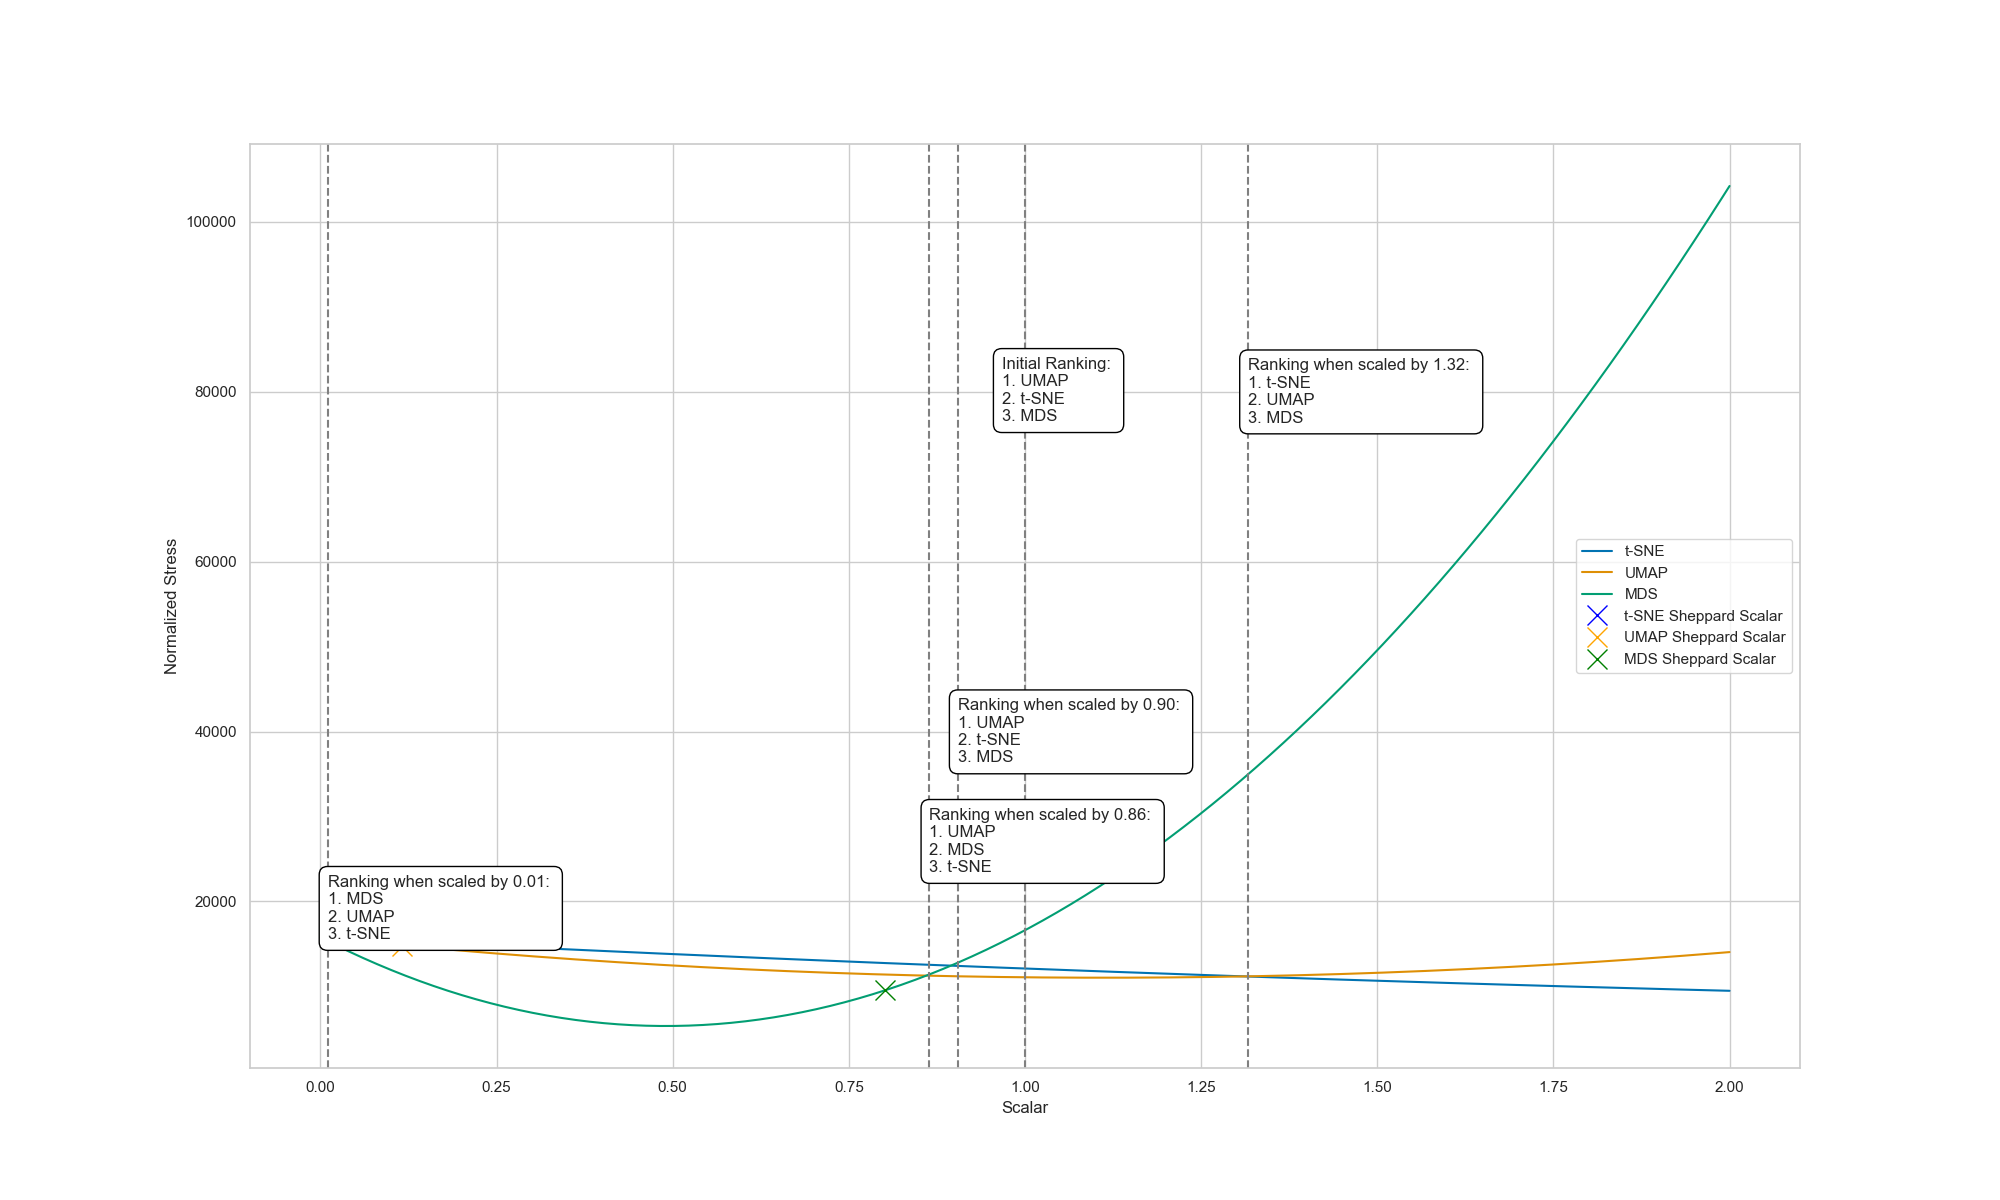 100000
80000
60000
40000
20000
Normalized Stress
Initial Ranking:
1. UMAP
2. t-SNE
3. MDS
Ranking when scaled by 1.32:
1. t-SNE
2. UMAP
3. MDS
t-SNE
UMAP
MDS
t-SNE Sheppard Scalar
UMAP Sheppard Scalar
MDS Sheppard Scalar
Ranking when scaled by 0.90:
1. UMAP
2. t-SNE
3. MDS
Ranking when scaled by 0.86:
1. UMAP
2. MDS
3. t-SNE
Ranking when scaled by 0.01:
1. MDS
2. UMAP
3. t-SNE
0.00 0.25 0.50 0.75 1.00 1.25 1.50 1.75 2.00
Scalar